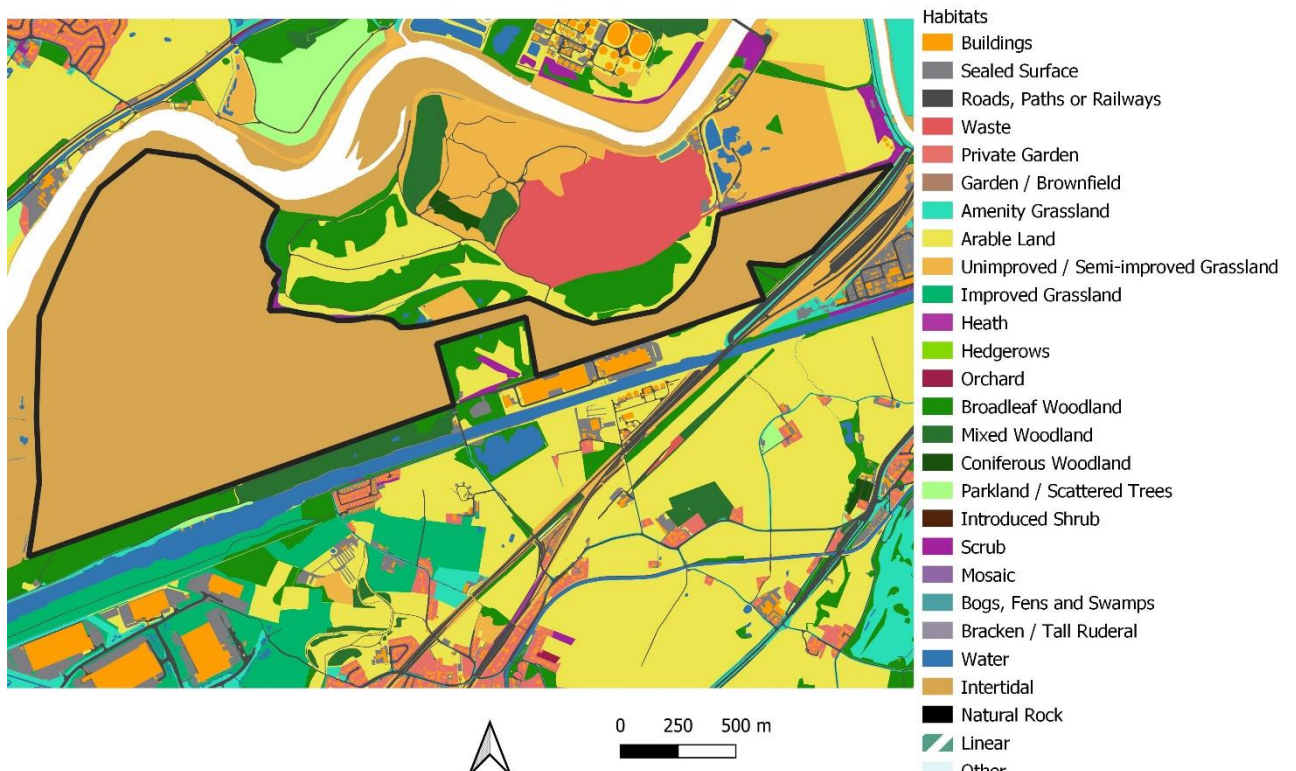 Habitats
Buildings
Sealed Surface
Roads, Paths or Railways
Waste
Private Garden
Garden / Brownfield
Amenity Grassland
Arable Land
Unimproved / Semi-improved Grassland
Improved Grassland
Heath
Hedgerows
Orchard
Broadleaf Woodland
Mixed Woodland
Coniferous Woodland
Parkland / Scattered Trees
Introduced Shrub
Scrub
Mosaic
Bogs, Fens and Swamps
Bracken / Tall Ruderal
Water
Intertidal
Natural Rock
Linear
Other
0 250 500 m